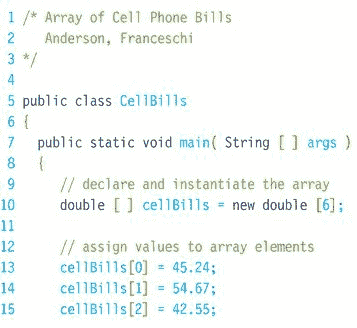 1 /* Array of Cell Phone Bills
2    Anderson, Franceschi
3 */
4
5 public class CellBills
6 {
7   public static void main( String [ ] args )
8   {
9      // declare and instantiate the array
10     double [ ] cellBills = new double [6];
11
12     // assign values to array elements
13     cellBills[0] = 45.24;
14     cellBills[1] = 54.67;
15     cellBills[2] = 42.55;